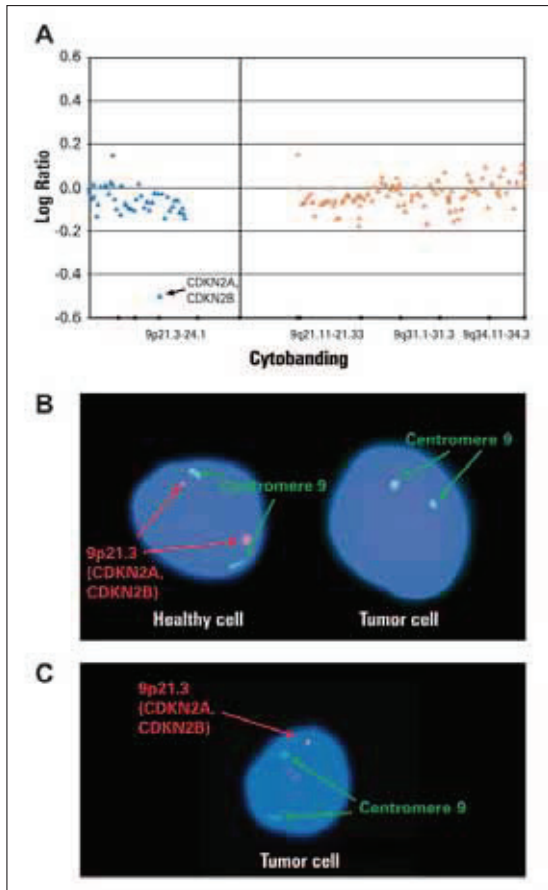 A
0.6
0.4
0.2
0.0
-0.2
-0.4
-0.6
Log Ratio
CDKN2A,
CDKN2B
9p21.3-24.1
9q21.11-21.33
9q31.1-31.3
9q34.11-34.3
Cytobanding
B
Centromere 9
Centromere 9
9p21.3
(CDKN2A,
CDKN2B)
Healthy cell
Tumor cell
C
9p21.3
(CDKN2A,
CDKN2B)
Centromere 9
Tumor cell